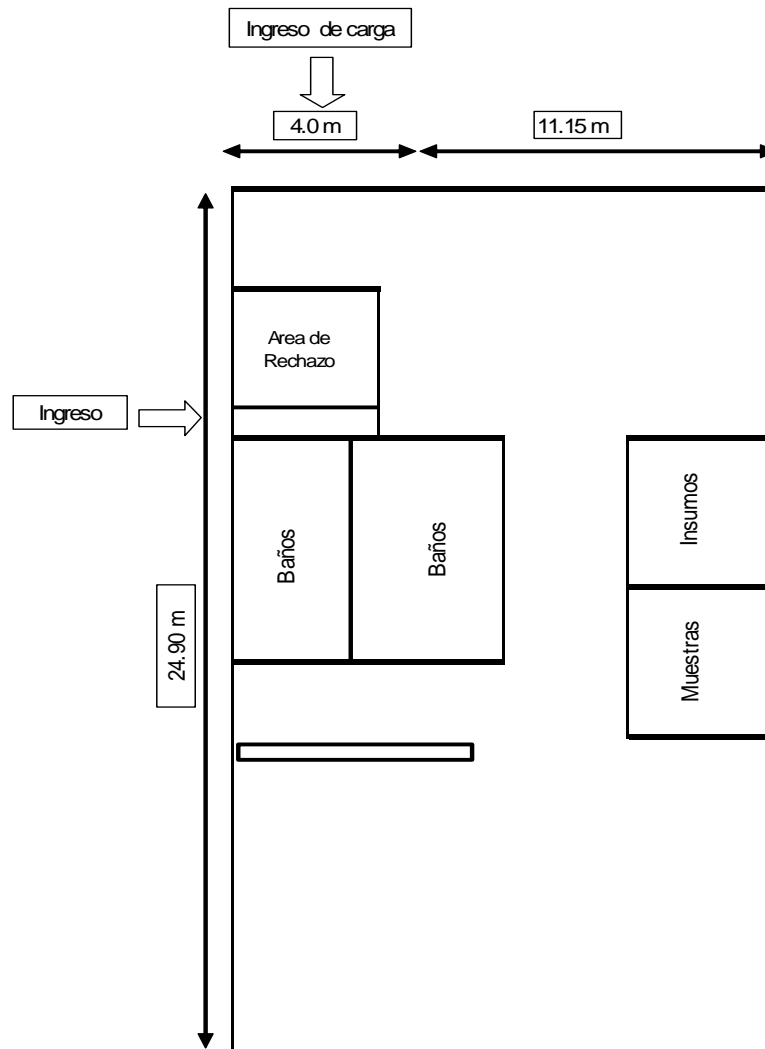 Ingreso de carga
4.0 m
11.15 m
Area de
Rechazo
Ingreso
Baños
Baños
Insumos
24.90 m
Muestras